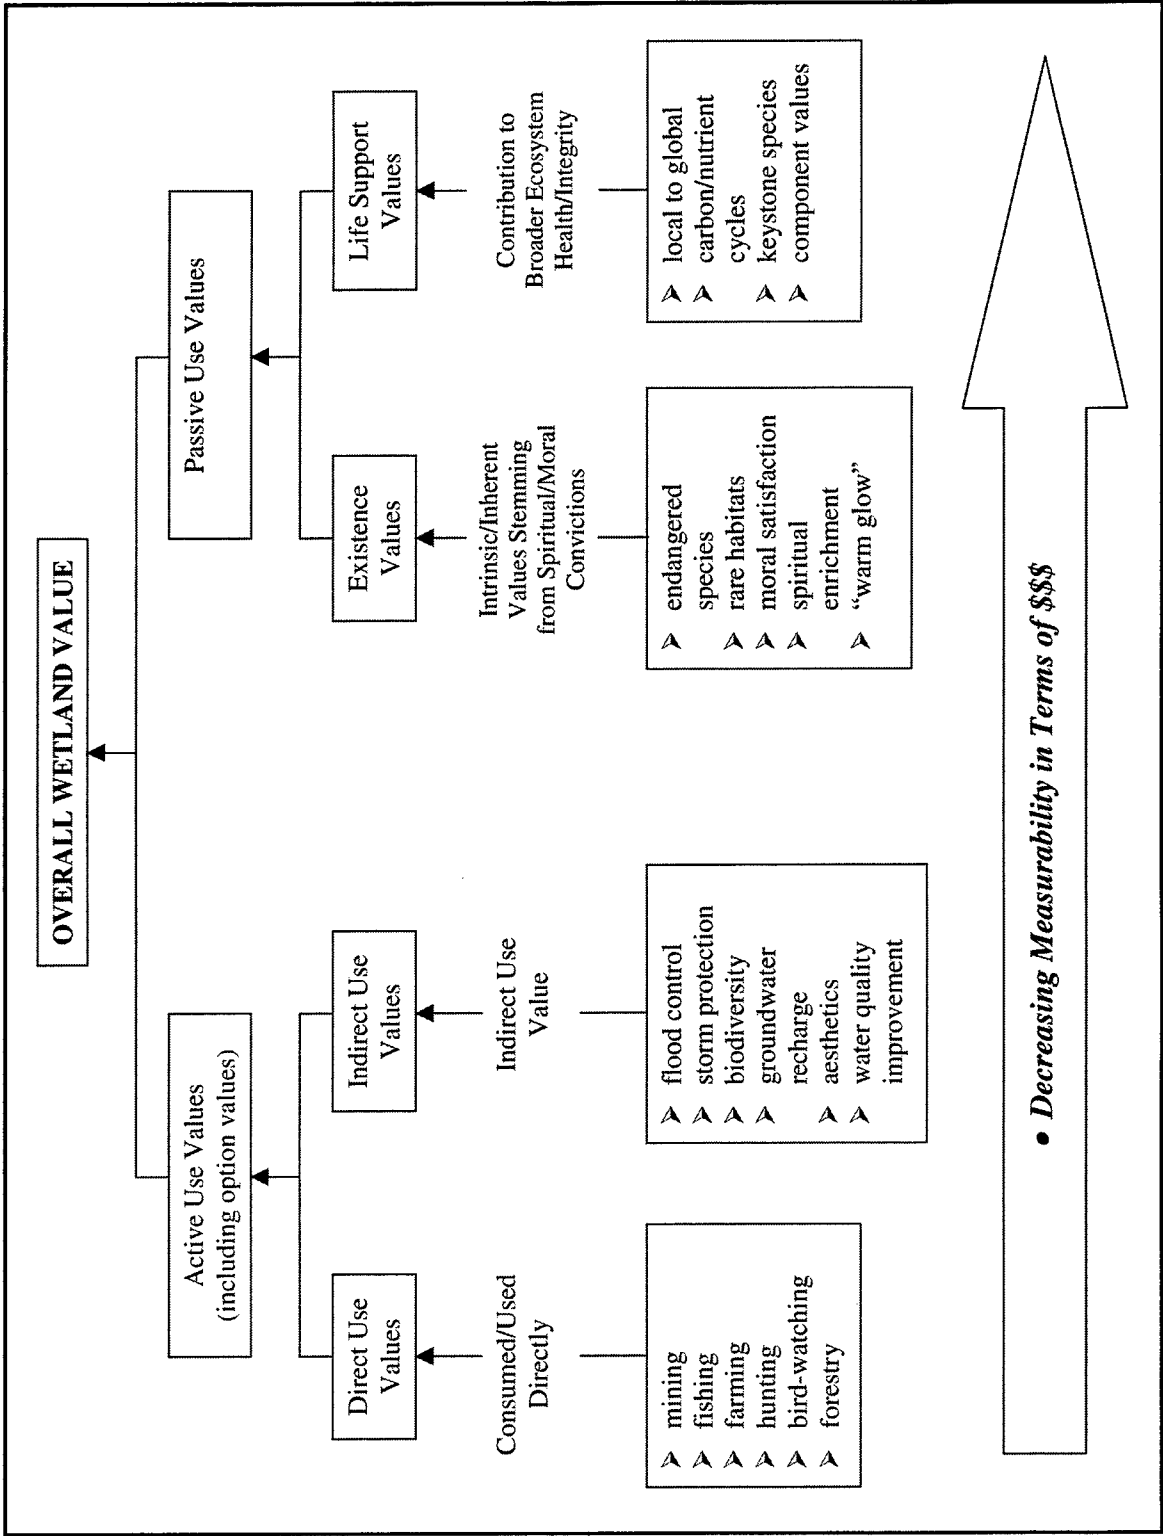 OVERALL WETLAND VALUE
Active Use Values
(including option values)
Passive Use Values
Direct Use
Values
Indirect Use
Values
Existence
Values
Life Support
Values
Consumed/Used
Directly
Indirect Use
Value
Intrinsic/Inherent
Values Stemming
from Spiritual/Moral
Convictions
Contribution to
Broader Ecosystem
Health/Integrity
➢ mining
➢ fishing
➢ farming
➢ hunting
➢ bird-watching
➢ forestry
➢ flood control
➢ storm protection
➢ biodiversity
➢ groundwater
recharge
➢ aesthetics
➢ water quality
improvement
➢ endangered
species
➢ rare habitats
➢ moral satisfaction
➢ spiritual
enrichment
➢ “warm glow”
➢ local to global
➢ carbon/nutrient
cycles
➢ keystone species
➢ component values
• Decreasing Measurability in Terms of $$$